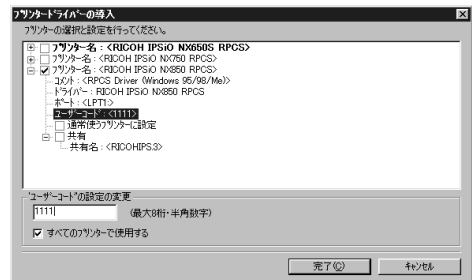 プリンタードライバーの導入
プリンターの選択と設定を行ってください。
プリンター名 : <RICOH IPSiO NX650S RPCS>
プリンター名 : <RICOH IPSiO NX750 RPCS>
プリンター名 : <RICOH IPSiO NX850 RPCS>
コメント : <RPCS Driver (Windows 95/98/Me)>
ドライバー : RICOH IPSiO NX850 RPCS
ポート : <LPT1:>
ユーザーコード : <1111>
通常使うプリンターに設定
共有
共有名 : <RICOHIPS.3>
"ユーザーコード"の設定の変更
1111
(最大8桁・半角数字)
すべてのプリンターで使用する
完了(C)
キャンセル